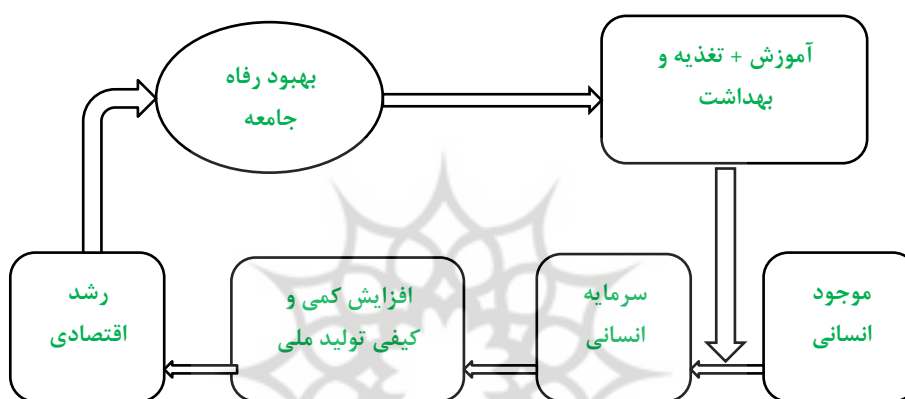 آموزش + تغذیه و
بهداشت
بهبود رفاه
جامعه
موجود
انسانی
سرمایه
انسانی
افزایش کمی و
کیفی تولید ملی
رشد
اقتصادی